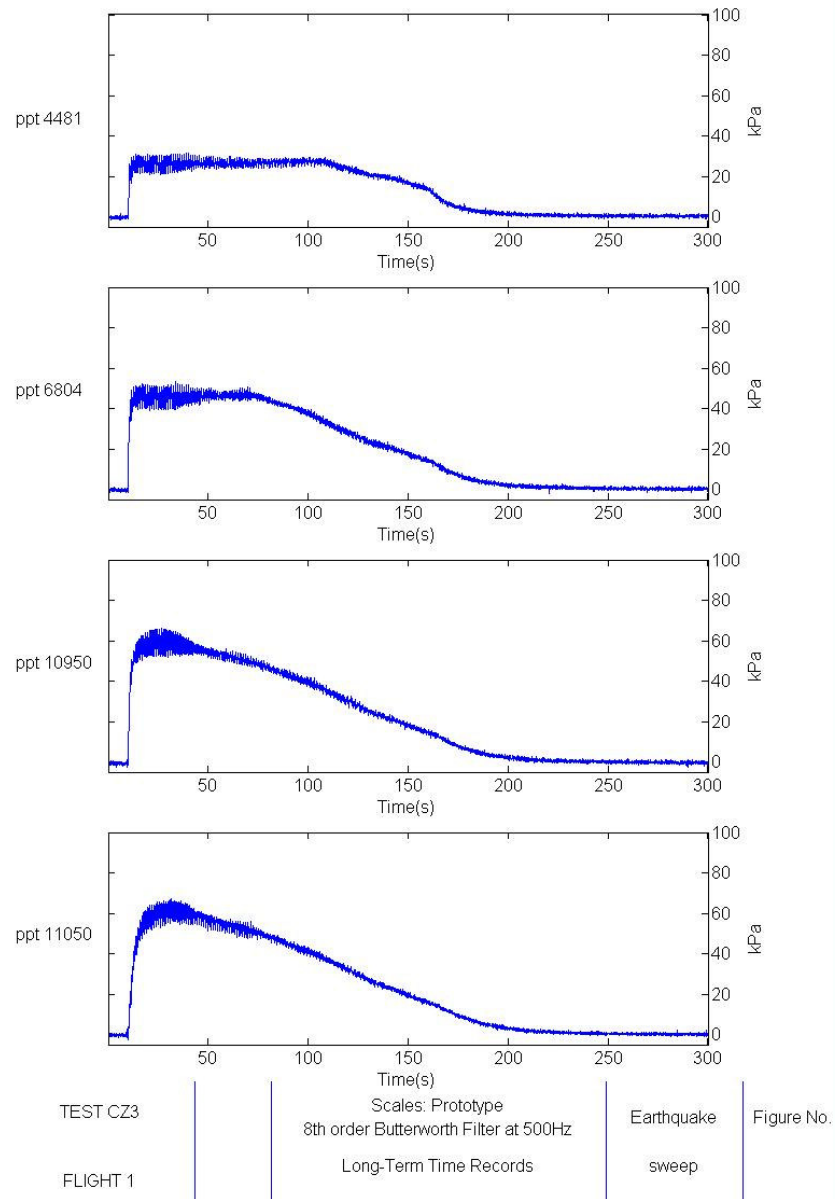 100
80
60
40
20
0
kPa
ppt 4481
50 100 150 200 250 300
Time(s)
100
80
60
40
20
0
kPa
ppt 6804
50 100 150 200 250 300
Time(s)
100
80
60
40
20
0
kPa
ppt 10950
50 100 150 200 250 300
Time(s)
100
80
60
40
20
0
kPa
ppt 11050
50 100 150 200 250 300
Time(s)
TEST CZ3
FLIGHT 1
Scales: Prototype
8th order Butterworth Filter at 500Hz
Long-Term Time Records
Earthquake
sweep
Figure No.